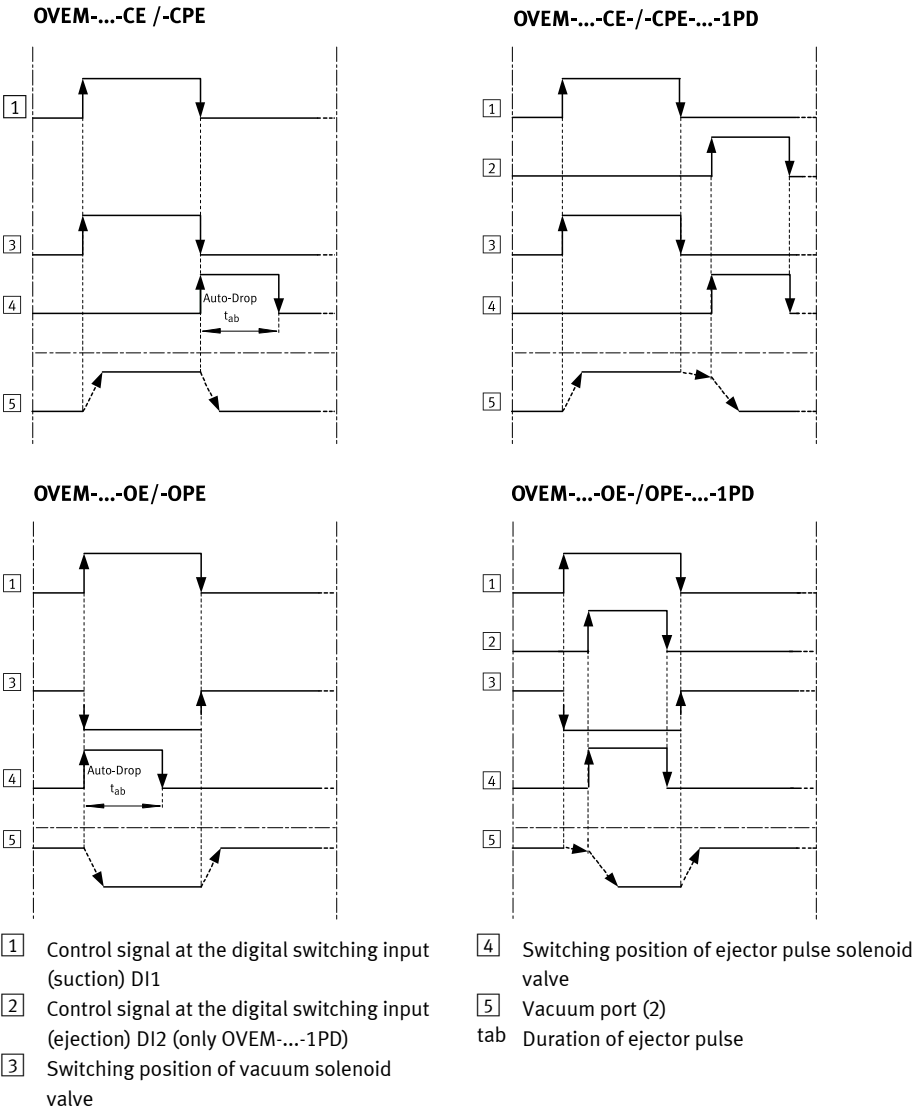 OVEM-...-CE /-CPE
1
3
4
Auto-Drop
tab
5
OVEM-...-CE-/-CPE-...-1PD
1
2
3
4
5
OVEM-...-OE/-OPE
1
3
4
Auto-Drop
tab
5
OVEM-...-OE-/OPE-...-1PD
1
2
3
4
5
1 Control signal at the digital switching input
(suction) DI1
2 Control signal at the digital switching input
(ejection) DI2 (only OVEM-...-1PD)
3 Switching position of vacuum solenoid
valve
4 Switching position of ejector pulse solenoid
valve
5 Vacuum port (2)
tab Duration of ejector pulse